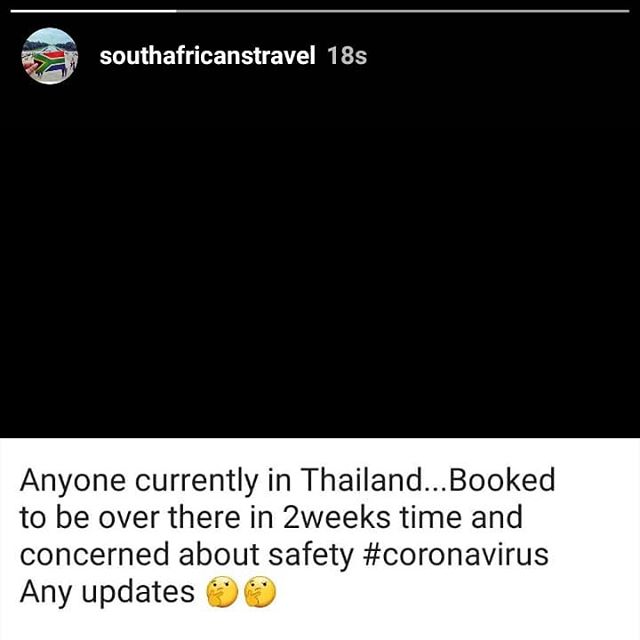 southafricanstravel 18s
Anyone currently in Thailand...Booked
to be over there in 2weeks time and
concerned about safety #coronavirus
Any updates 🤔🤔